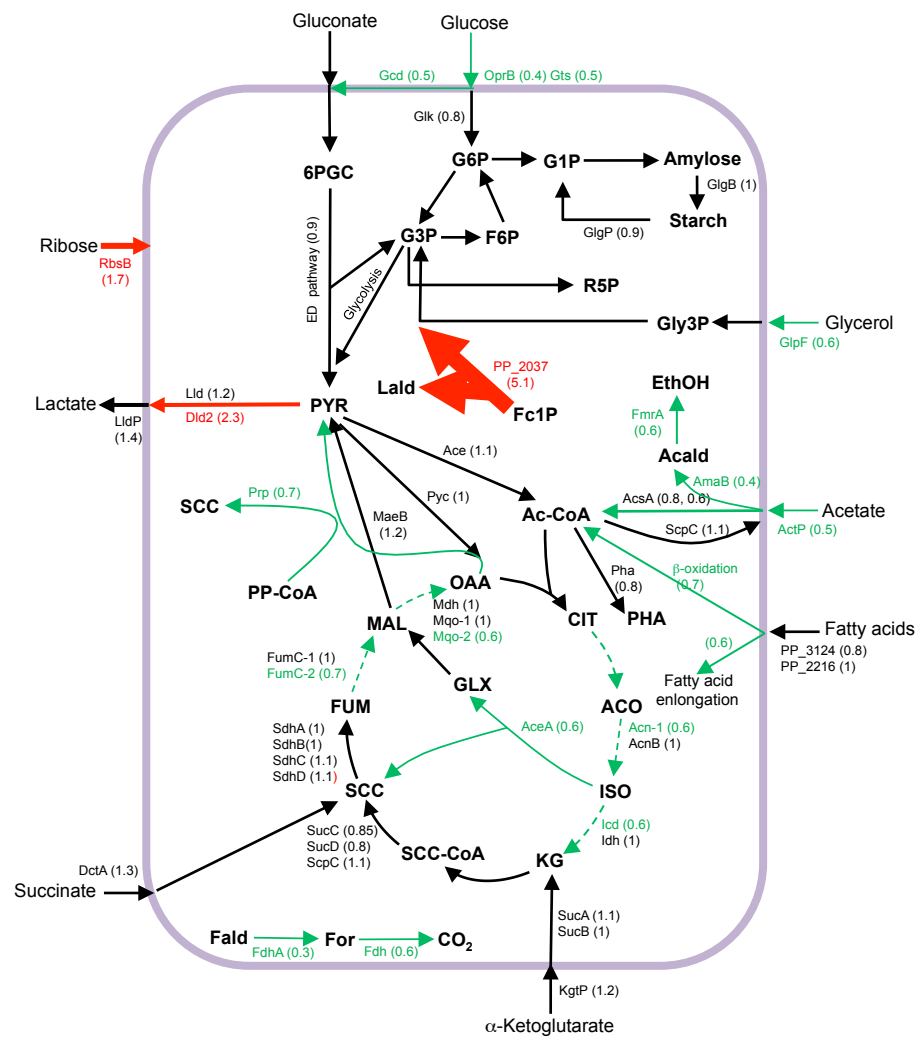 Gluconate
Glucose
Gcd (0.5)
OprB (0.4) Gts (0.5)
Glk (0.8)
6PGC
G6P
G1P
Amylose
GlgB (1)
Starch
GlgP (0.9)
Ribose
RbsB
(1.7)
ED pathway (0.9)
G3P
F6P
Glycolysis
R5P
Gly3P
Glycerol
GlpF (0.6)
PP_2037
(5.1)
Lald
Fc1P
EthOH
FmrA
(0.6)
Acald
Lactate
LldP
(1.4)
Lld (1.2)
Dld2 (2.3)
PYR
Ace (1.1)
AmaB (0.4)
AcsA (0.8, 0.6)
Acetate
ActP (0.5)
SCC
Prp (0.7)
Pyc (1)
MaeB
(1.2)
Ac-CoA
ScpC (1.1)
PP-CoA
OAA
Pha
(0.8)
β-oxidation
(0.7)
Mdh (1)
Mqo-1 (1)
Mqo-2 (0.6)
MAL
CIT
PHA
Fatty acids
PP_3124 (0.8)
PP_2216 (1)
(0.6)
Fatty acid
enlongation
FumC-1 (1)
FumC-2 (0.7)
GLX
FUM
ACO
SdhA (1)
SdhB(1)
SdhC (1.1)
SdhD (1.1)
AceA (0.6)
Acn-1 (0.6)
AcnB (1)
SCC
ISO
SucC (0.85)
SucD (0.8)
ScpC (1.1)
SCC-CoA
Icd (0.6)
Idh (1)
KG
DctA (1.3)
Succinate
SucA (1.1)
SucB (1)
Fald
FdhA (0.3)
For
Fdh (0.6)
CO₂
KgtP (1.2)
α-Ketoglutarate